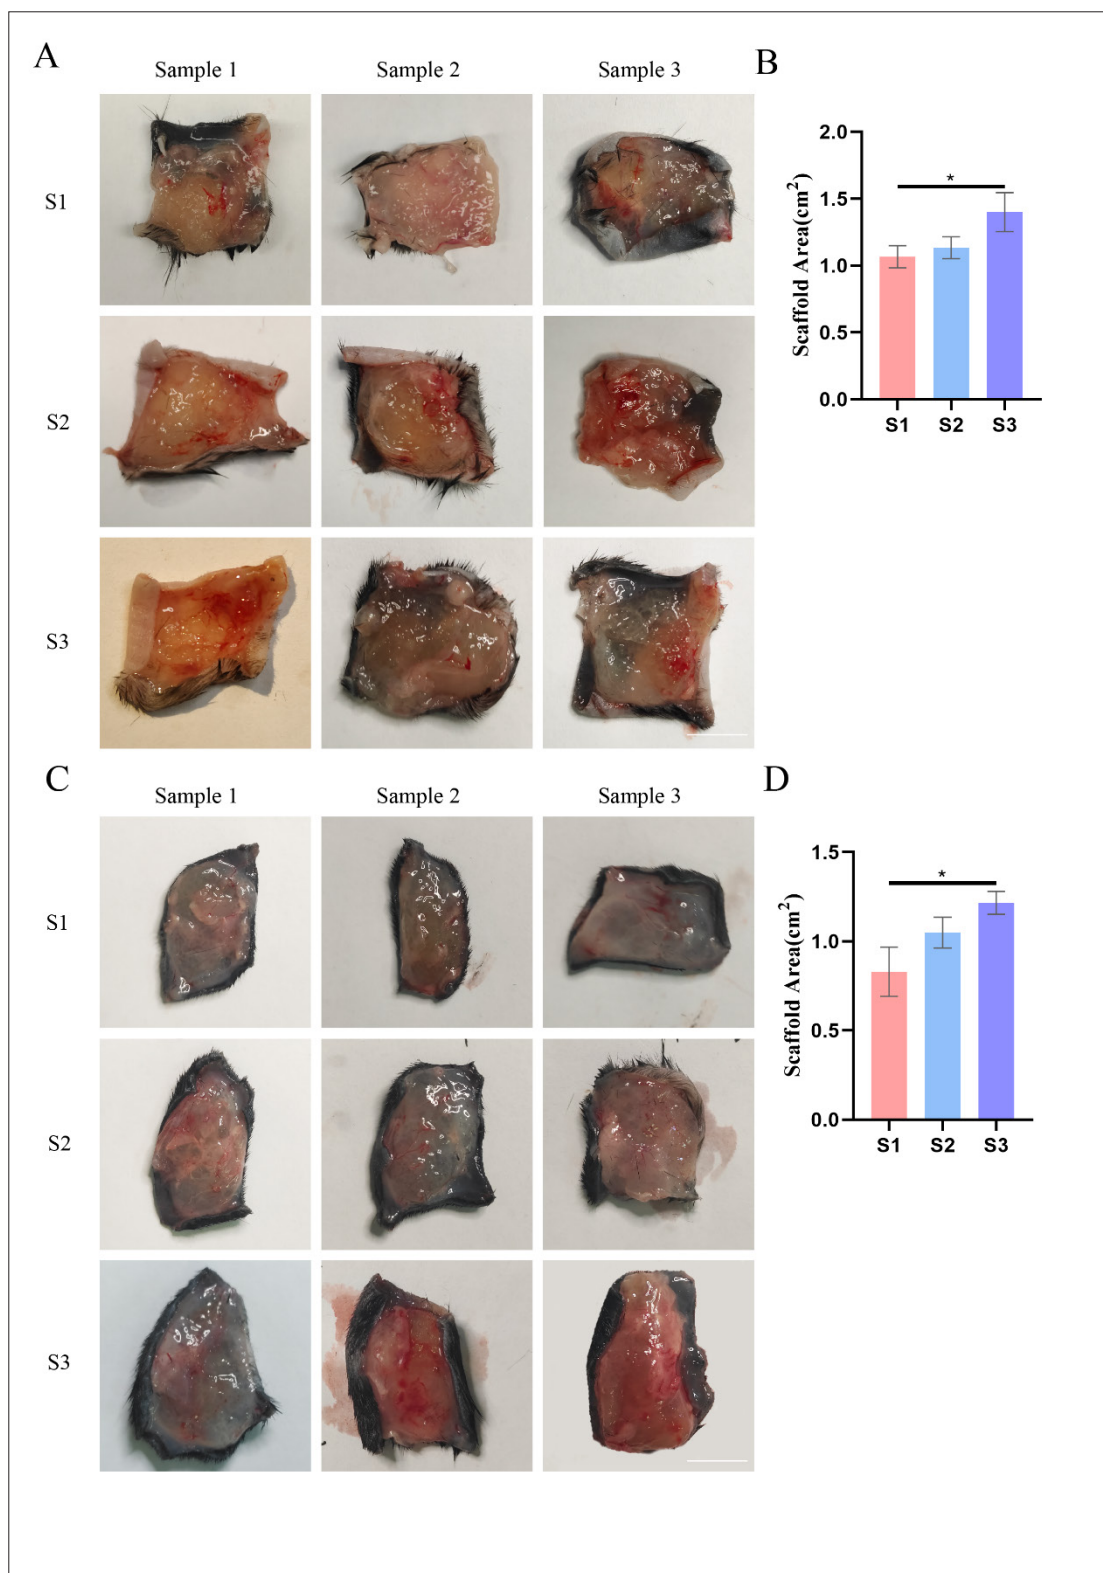 A
Sample 1
Sample 2
Sample 3
S1
S2
S3
B
Scaffold Area(cm²)
2.0
1.5
1.0
0.5
0.0
*
S1
S2
S3
C
Sample 1
Sample 2
Sample 3
S1
S2
S3
D
Scaffold Area(cm²)
1.5
1.0
0.5
0.0
*
S1
S2
S3